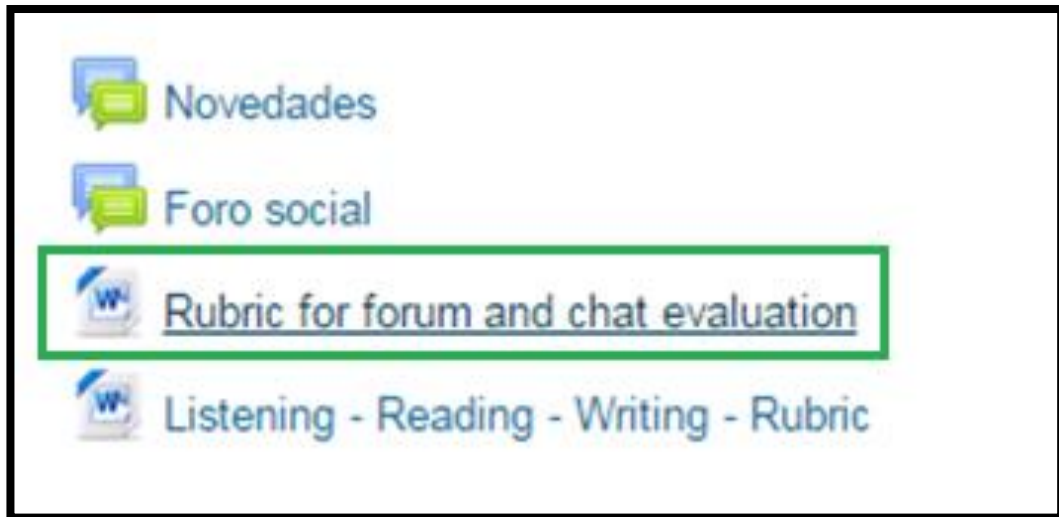 Novedades
Foro social
Rubric for forum and chat evaluation
Listening - Reading - Writing - Rubric